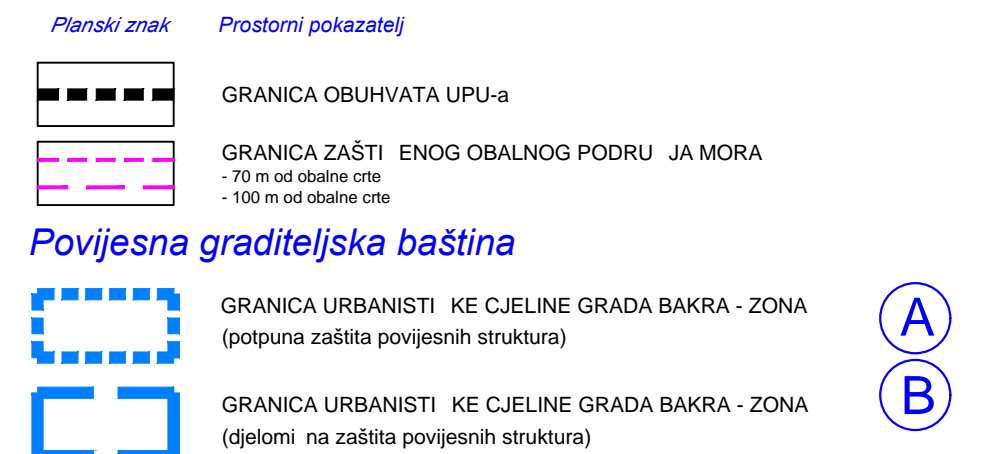 Planski znak Prostorni pokazatelj
GRANICA OBUHVATA UPU-a
GRANICA ZAŠTI ENOG OBALNOG PODRU JA MORA
- 70 m od obalne crte
- 100 m od obalne crte
Povijesna graditeljska baština
GRANICA URBANISTI KE CJELINE GRADA BAKRA - ZONA A
(potpuna zaštita povijesnih struktura)
GRANICA URBANISTI KE CJELINE GRADA BAKRA - ZONA B
(djelomi na zaštita povijesnih struktura)